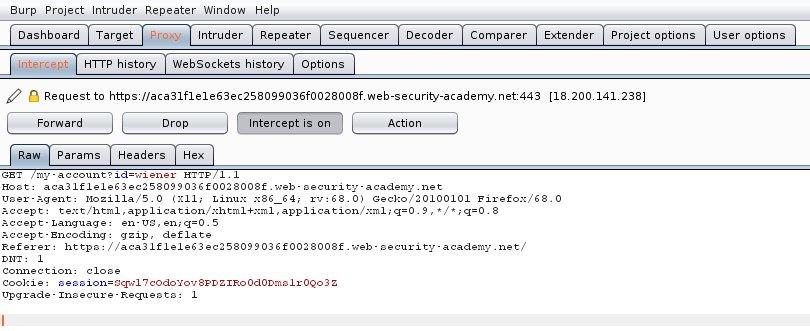 Burp Project Intruder Repeater Window Help
Dashboard Target Proxy Intruder Repeater Sequencer Decoder Comparer Extender Project options User options
Intercept HTTP history WebSockets history Options
Request to https://aca31f1e1e63ec258099036f0028008f.web-security-academy.net:443 [18.200.141.238]
Forward Drop Intercept is on Action
Raw Params Headers Hex
GET /my-account?id=wiener HTTP/1.1
Host: aca31f1e1e63ec258099036f0028008f.web-security-academy.net
User-Agent: Mozilla/5.0 (X11; Linux x86_64; rv:68.0) Gecko/20100101 Firefox/68.0
Accept: text/html,application/xhtml+xml,application/xml;q=0.9,*/*;q=0.8
Accept-Language: en-US,en;q=0.5
Accept-Encoding: gzip, deflate
Referer: https://aca31f1e1e63ec258099036f0028008f.web-security-academy.net/
DNT: 1
Connection: close
Cookie: session=
Upgrade-Insecure-Requests: 1